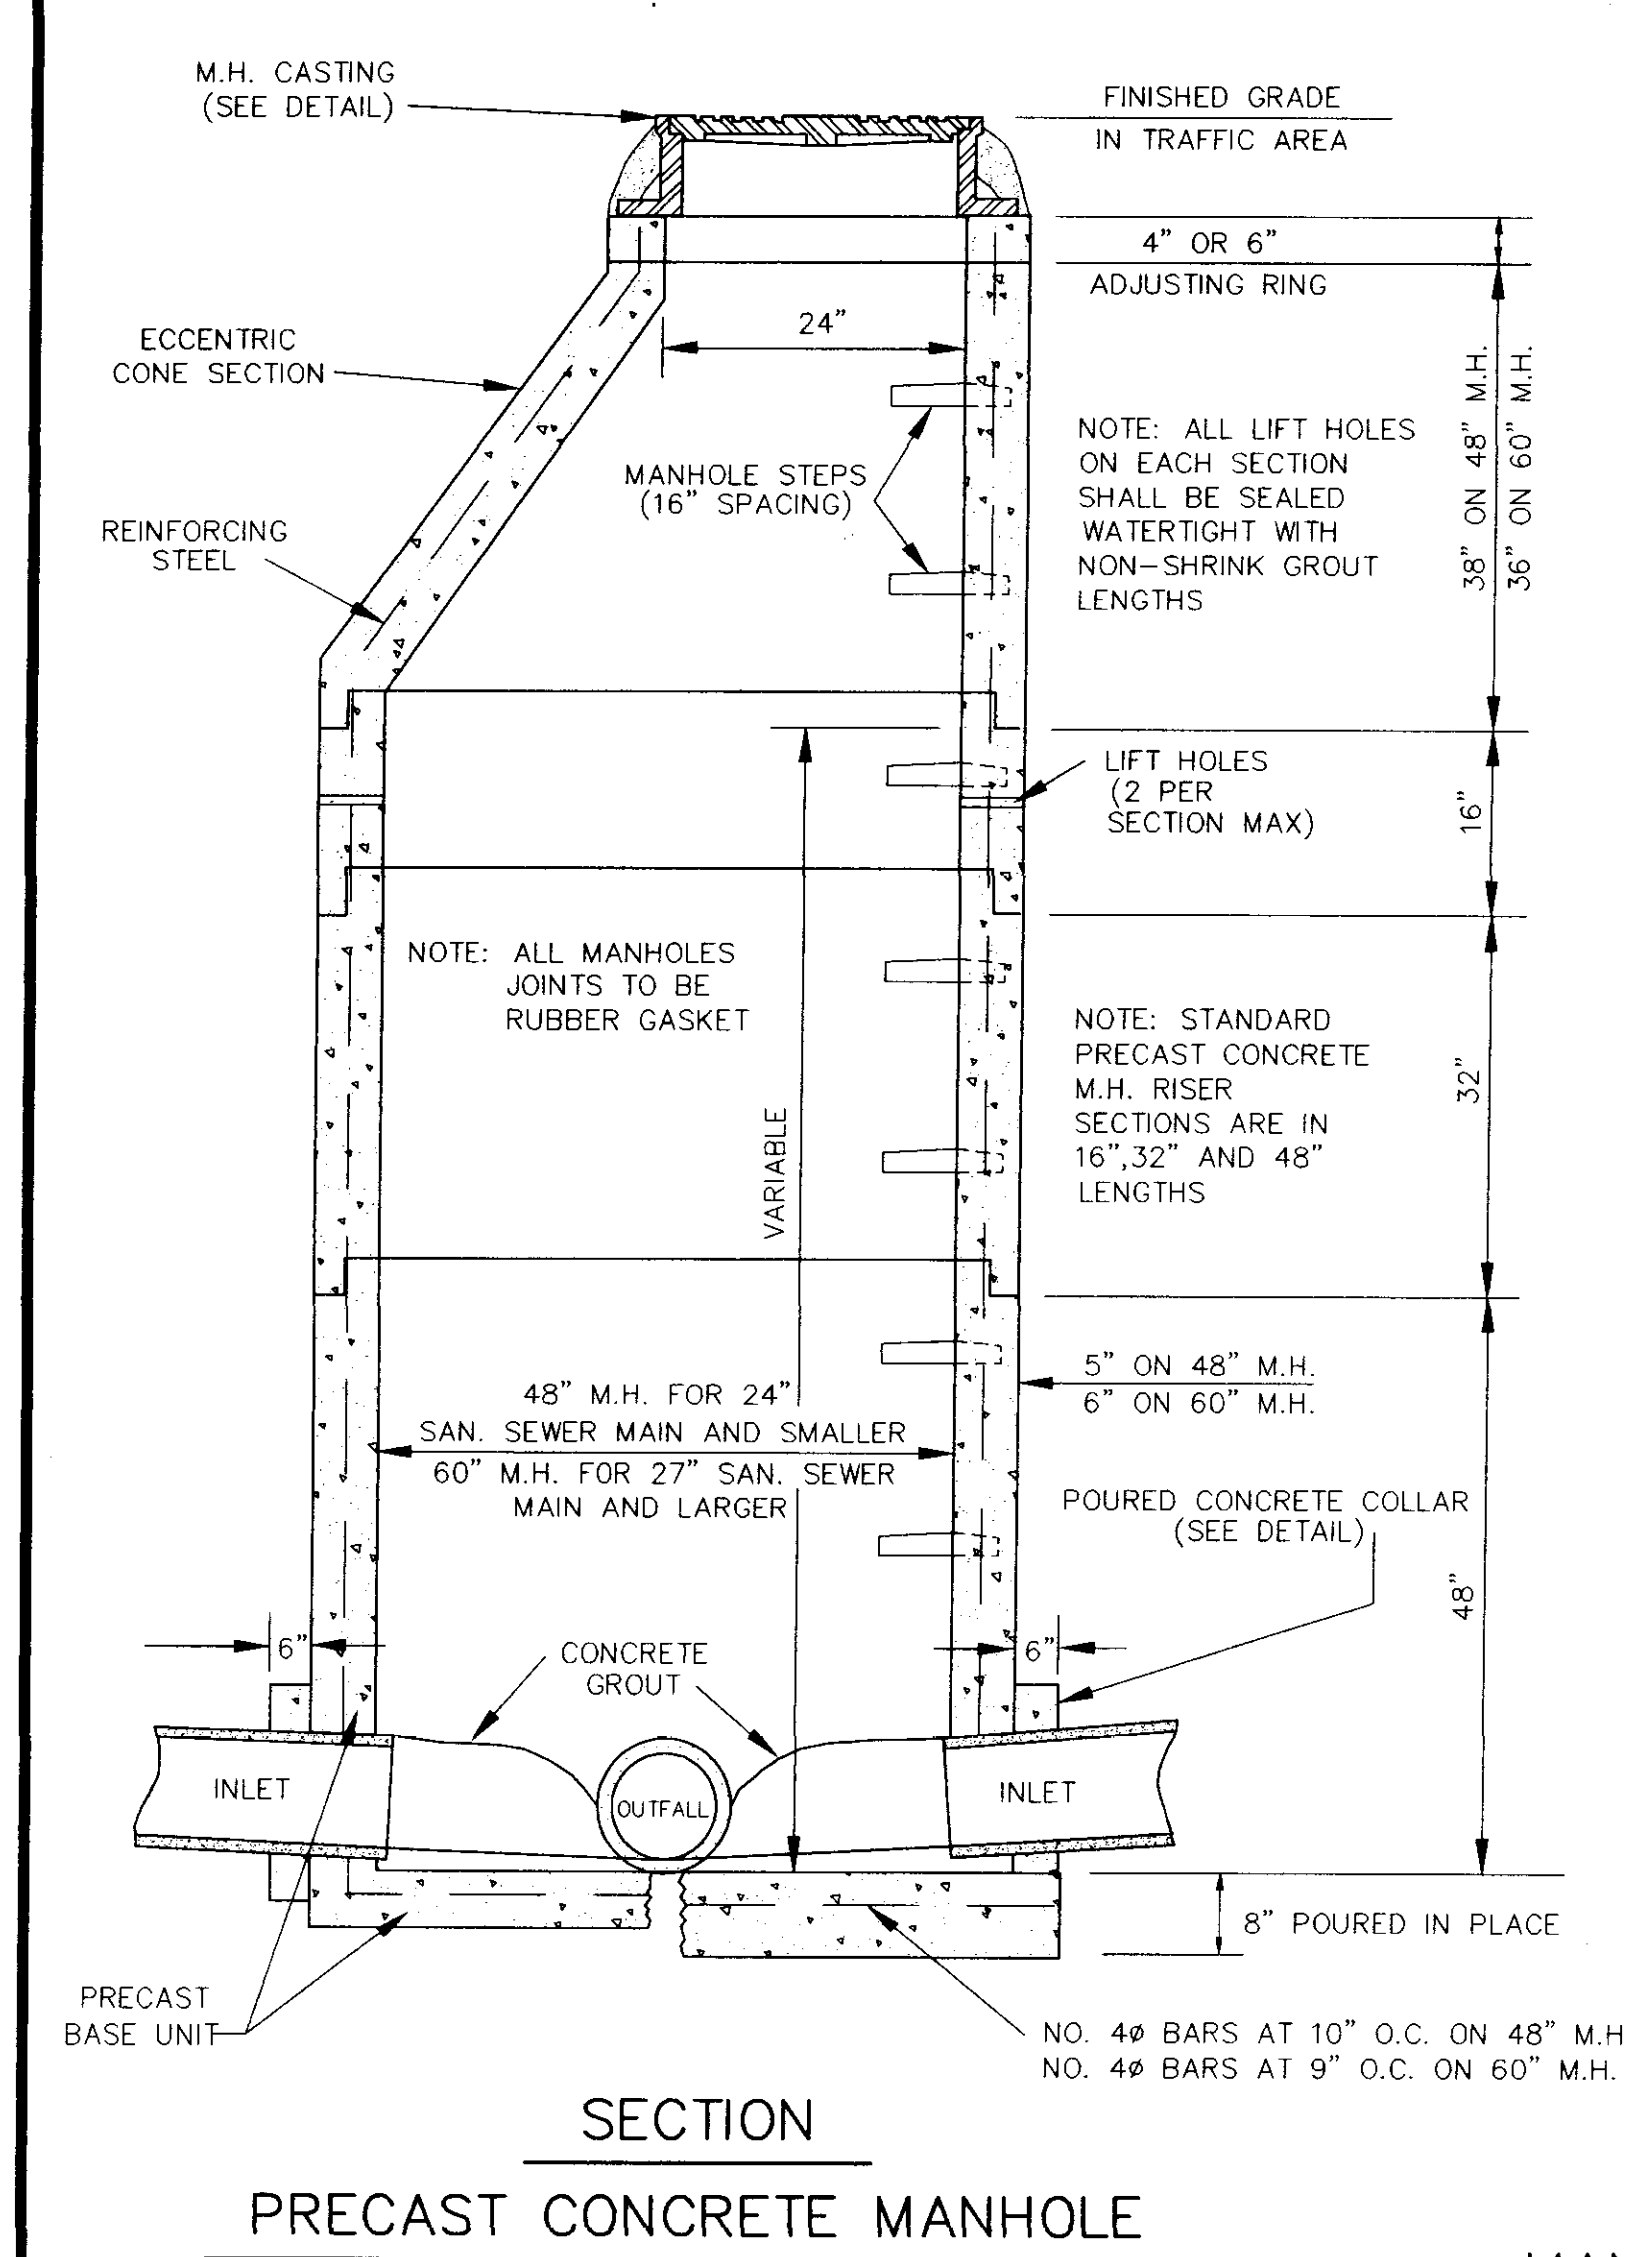 M.H. CASTING
(SEE DETAIL)
FINISHED GRADE
IN TRAFFIC AREA
4" OR 6"
ADJUSTING RING
24"
ECCENTRIC
CONE SECTION
MANHOLE STEPS
(16" SPACING)
REINFORCING
STEEL
NOTE: ALL LIFT HOLES
ON EACH SECTION
SHALL BE SEALED
WATERTIGHT WITH
NON-SHRINK GROUT
LENGTHS
38" ON 48" M.H.
36" ON 60" M.H.
LIFT HOLES
(2 PER
SECTION MAX)
16"
NOTE: ALL MANHOLES
JOINTS TO BE
RUBBER GASKET
NOTE: STANDARD
PRECAST CONCRETE
M.H. RISER
SECTIONS ARE IN
16",32" AND 48"
LENGTHS
32"
VARIABLE
5" ON 48" M.H.
6" ON 60" M.H.
48" M.H. FOR 24"
SAN. SEWER MAIN AND SMALLER
60" M.H. FOR 27" SAN. SEWER
MAIN AND LARGER
POURED CONCRETE COLLAR
(SEE DETAIL)
48"
6"
CONCRETE
GROUT
6"
INLET
OUTFALL
INLET
8" POURED IN PLACE
PRECAST
BASE UNIT
NO. 4ø BARS AT 10" O.C. ON 48" M.H
NO. 4ø BARS AT 9" O.C. ON 60" M.H.
SECTION
PRECAST CONCRETE MANHOLE